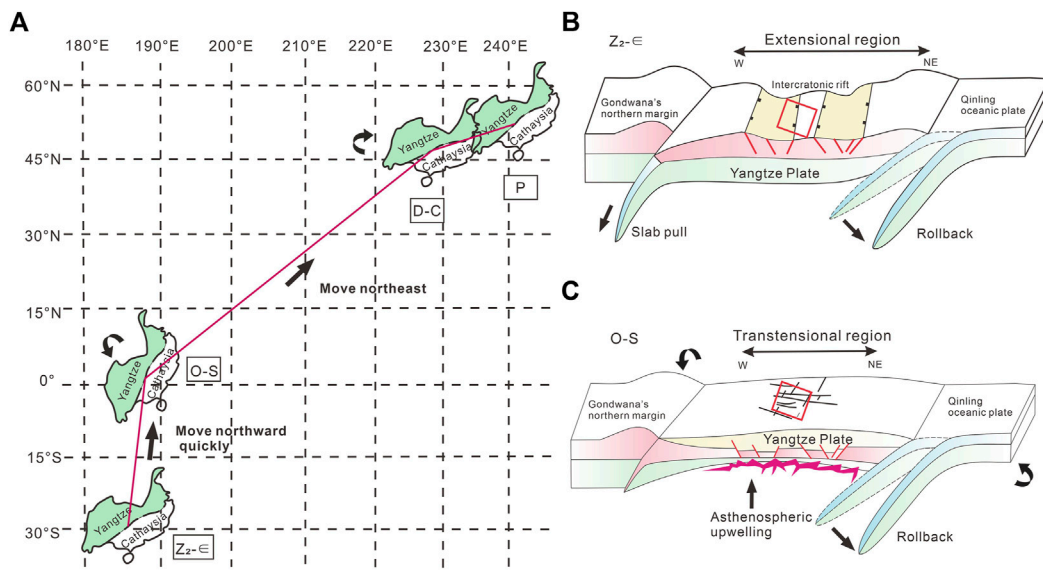 A
180°E 190°E 200°E 210°E 220°E 230°E 240°E
60°N
45°N
30°N
15°N
0°
15°S
30°S
Yangtze
Cathaysia
Yangtze
Cathaysia
P
D-C
Move northeast
Yangtze
Cathaysia
O-S
Move northward
quickly
Yangtze
Cathaysia
Z₂-∈
B
Z₂-∈
Extensional region
W
NE
Intercratonic rift
Gondwana's
northern margin
Qinling
oceanic plate
Yangtze Plate
Slab pull
Rollback
C
O-S
Transtensional region
W
NE
Gondwana's
northern margin
Qinling
oceanic plate
Yangtze Plate
Asthenospheric
upwelling
Rollback